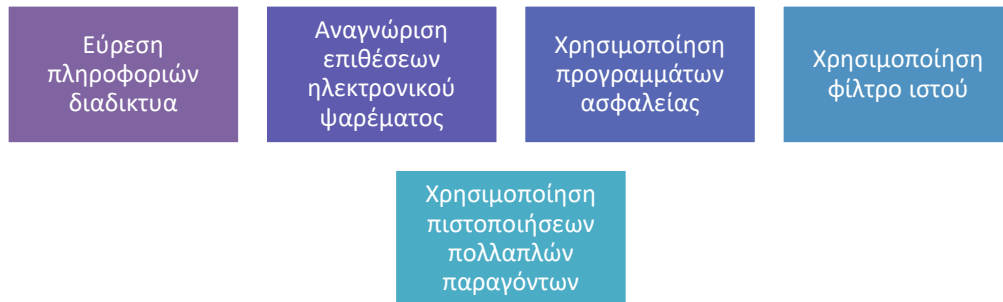 Εύρεση
πληροφοριών
διαδικτυα
Αναγνώριση
επιθέσεων
ηλεκτρονικού
ψαρέματος
Χρησιμοποίηση
προγραμμάτων
ασφαλείας
Χρησιμοποίηση
φίλτρο ιστού
Χρησιμοποίηση
πιστοποιήσεων
πολλαπλών
παραγόντων